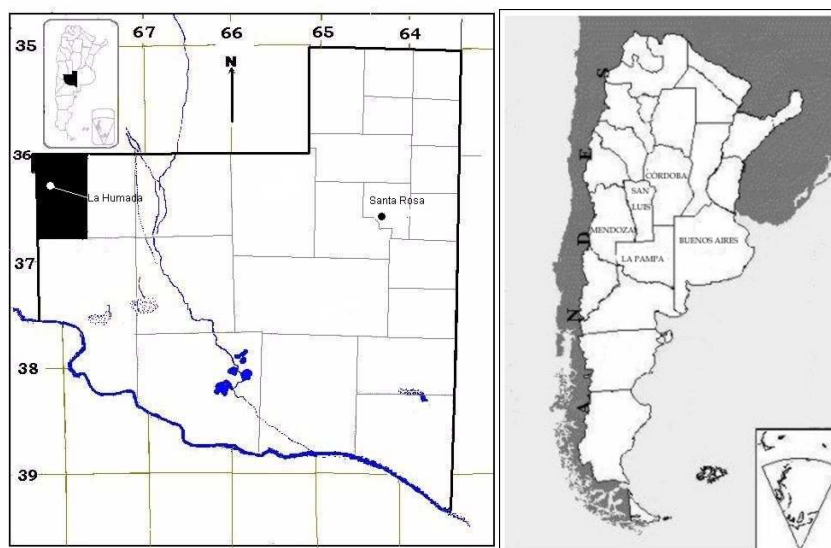 67 66 65 64
35
N
36
La Humada
Santa Rosa
37
38
39
S
E
D
N
A
CÓRDOBA
SAN
LUIS
MENDOZA
BUENOS AIRES
LA PAMPA